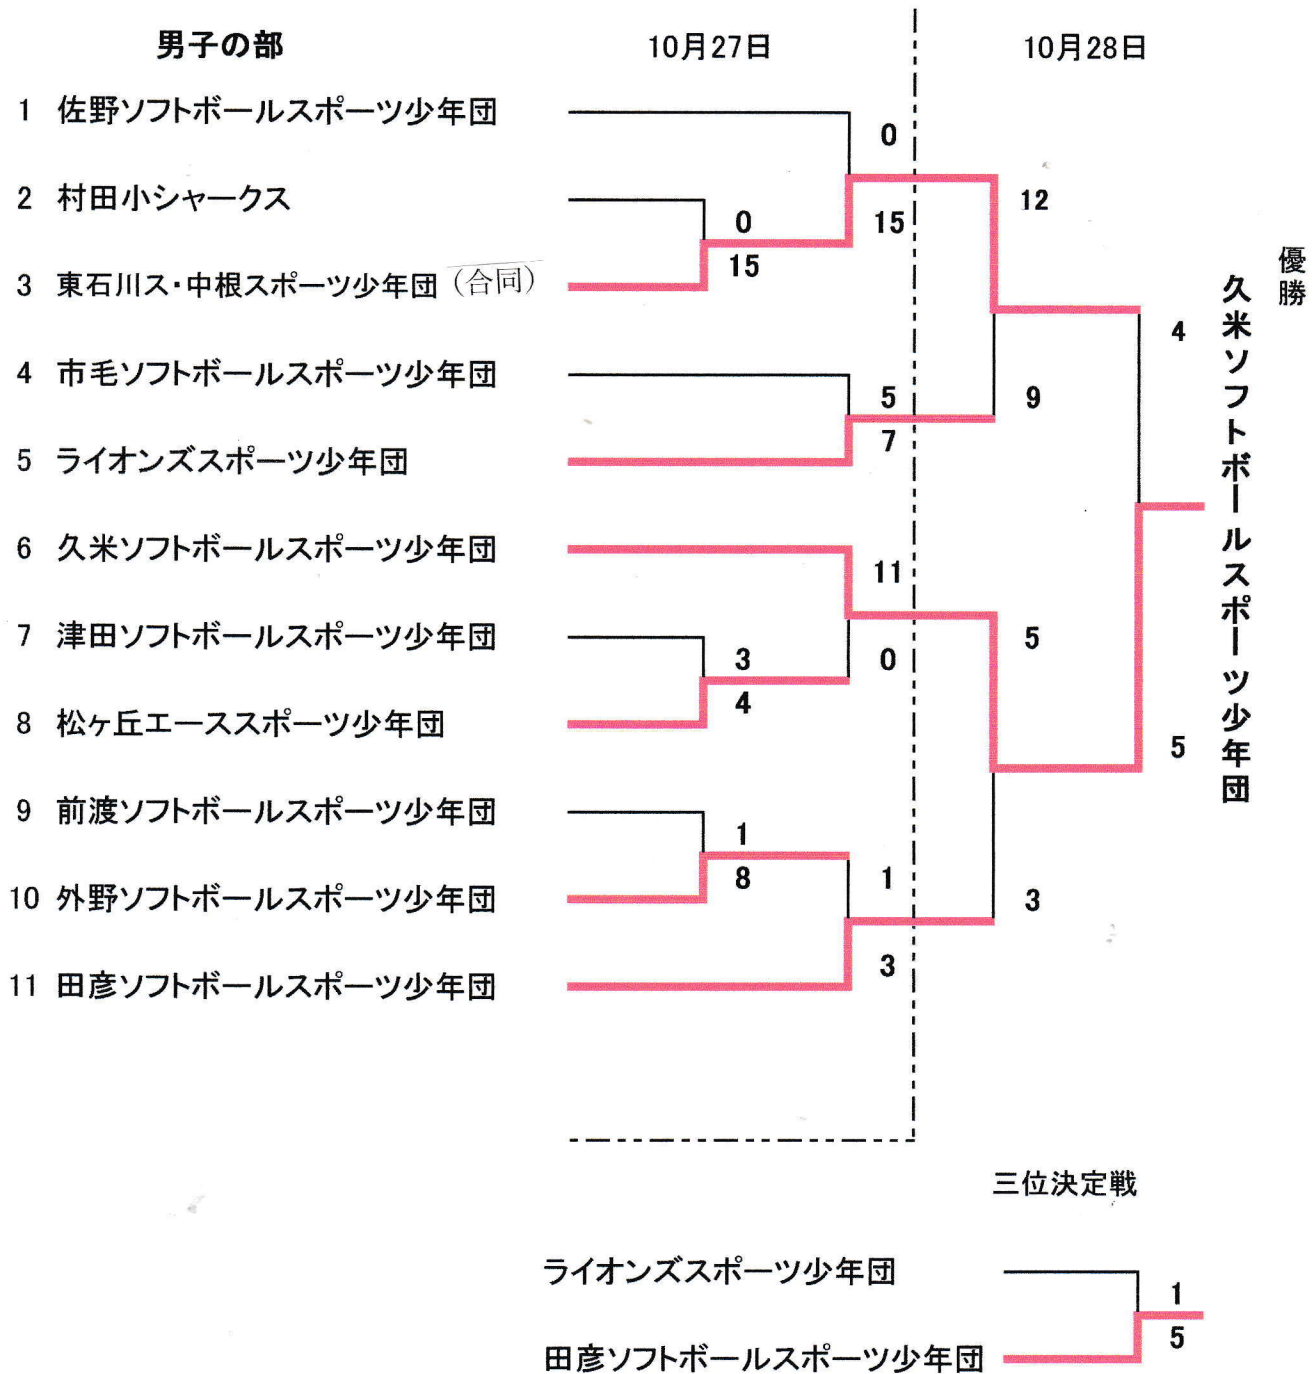 男子の部
10月27日
10月28日
1 佐野ソフトボールスポーツ少年団
0
2 村田小シャークス
12
0
15
15
3 東石川ス・中根スポーツ少年団 (合同)
優勝
久米ソフトボールスポーツ少年団
4
4 市毛ソフトボールスポーツ少年団
5
9
7
5 ライオンズスポーツ少年団
6 久米ソフトボールスポーツ少年団
11
7 津田ソフトボールスポーツ少年団
5
3
0
4
8 松ヶ丘エーススポーツ少年団
5
9 前渡ソフトボールスポーツ少年団
1
8
1
10 外野ソフトボールスポーツ少年団
3
3
11 田彦ソフトボールスポーツ少年団
三位決定戦
ライオンズスポーツ少年団
1
5
田彦ソフトボールスポーツ少年団